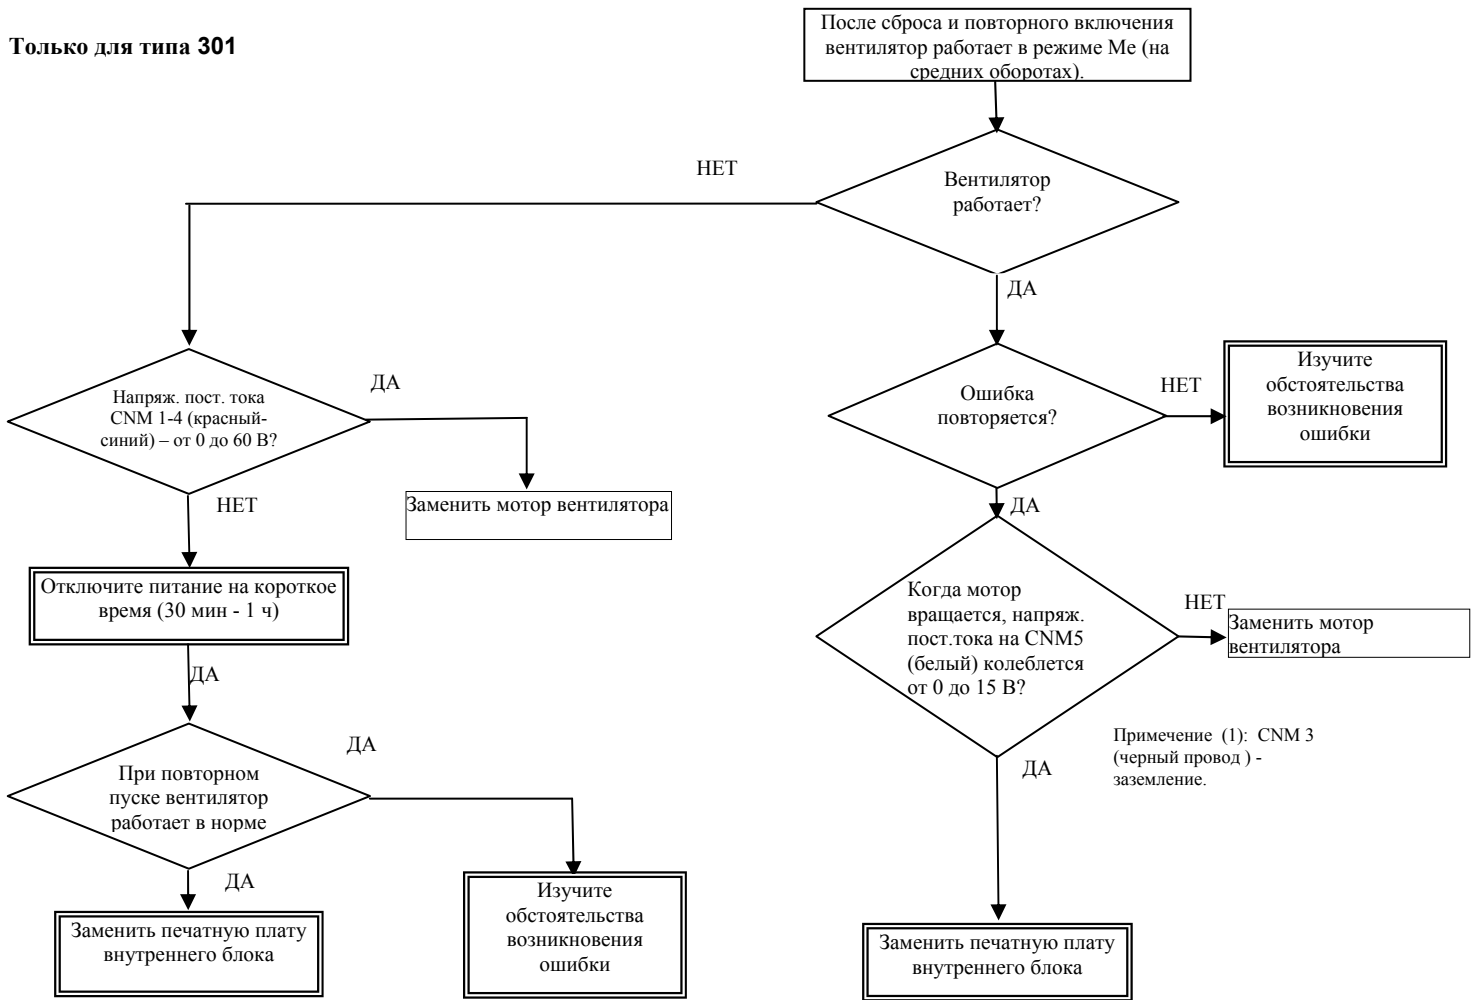 Только для типа 301
После сброса и повторного включения
вентилятор работает в режиме Ме (на
средних оборотах).
НЕТ
Вентилятор
работает?
ДА
Напряж. пост. тока
CNM 1-4 (красный-
синий) – от 0 до 60 В?
ДА
НЕТ
Заменить мотор вентилятора
Ошибка
повторяется?
НЕТ
Изучите
обстоятельства
возникновения
ошибки
ДА
Отключите питание на короткое
время (30 мин - 1 ч)
ДА
Когда мотор
вращается, напряж.
пост.тока на CNM5
(белый) колеблется
от 0 до 15 В?
НЕТ
Заменить мотор
вентилятора
Примечание (1): CNM 3
(черный провод ) -
заземление.
ДА
При повторном
пуске вентилятор
работает в норме
ДА
ДА
Заменить печатную плату
внутреннего блока
Изучите
обстоятельства
возникновения
ошибки
Заменить печатную плату
внутреннего блока